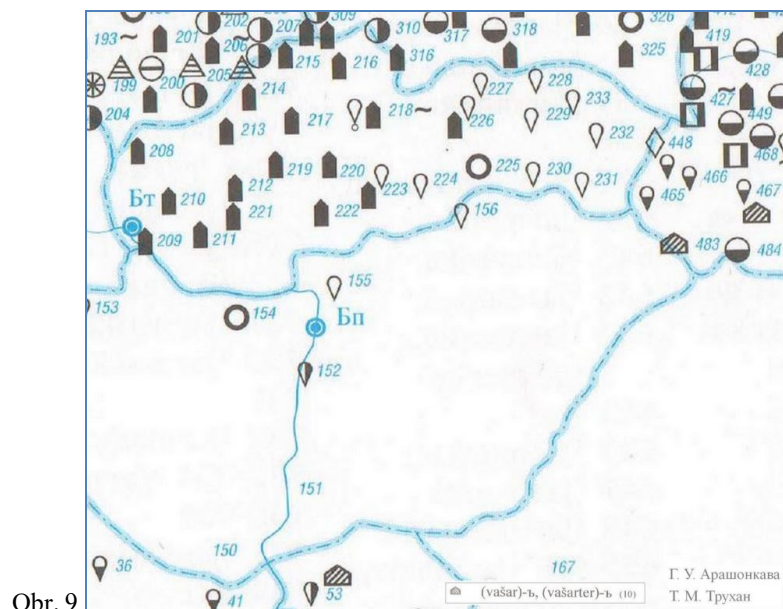 202 207 309 310 317 318 326 412
193 201 206 215 216 316 325 419 428
199 200 205 214 227 228 427 449
204 213 217 218 226 229 233 232 448 468
208 219 220 225 230 466
210 212 223 224 231 465 467
Бт 221 222 156
209 211 483 484
155
153 154 Бп
152
151
150
36 167
41 53
(vašar)-ъ, (vašarter)-ъ (10)
Г. У. Арашонкава
Т. М. Трухан
Obr. 9